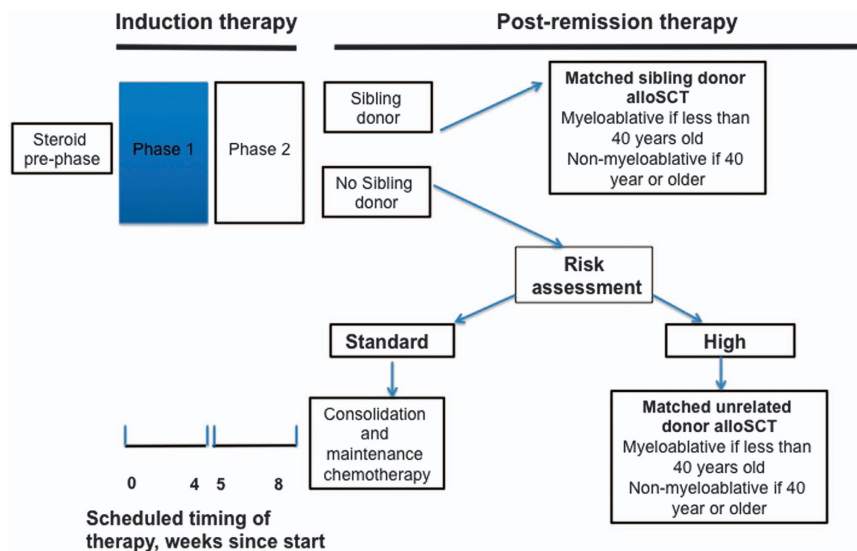 Induction therapy
Post-remission therapy
Steroid
pre-phase
Phase 1
Phase 2
Sibling
donor
No Sibling
donor
Matched sibling donor
alloSCT
Myeloablative if less than
40 years old
Non-myeloablative if 40
year or older
Risk
assessment
Standard
High
Consolidation
and
maintenance
chemotherapy
Matched unrelated
donor alloSCT
Myeloablative if less than
40 years old
Non-myeloablative if 40
year or older
0
4
5
8
Scheduled timing of
therapy, weeks since start